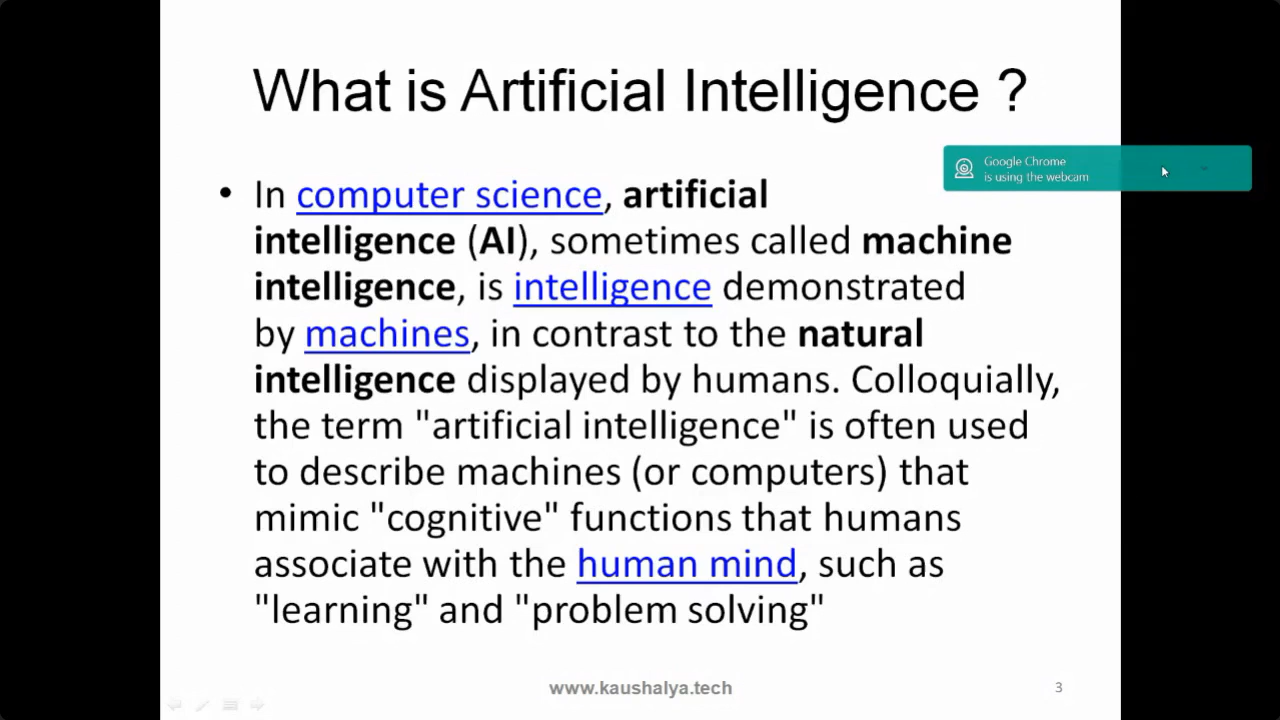 What is Artificial Intelligence ?
Google Chrome
is using the webcam
• In computer science, artificial
intelligence (AI), sometimes called machine
intelligence, is intelligence demonstrated
by machines, in contrast to the natural
intelligence displayed by humans. Colloquially,
the term "artificial intelligence" is often used
to describe machines (or computers) that
mimic "cognitive" functions that humans
associate with the human mind, such as
"learning" and "problem solving"
www.kaushalya.tech
3